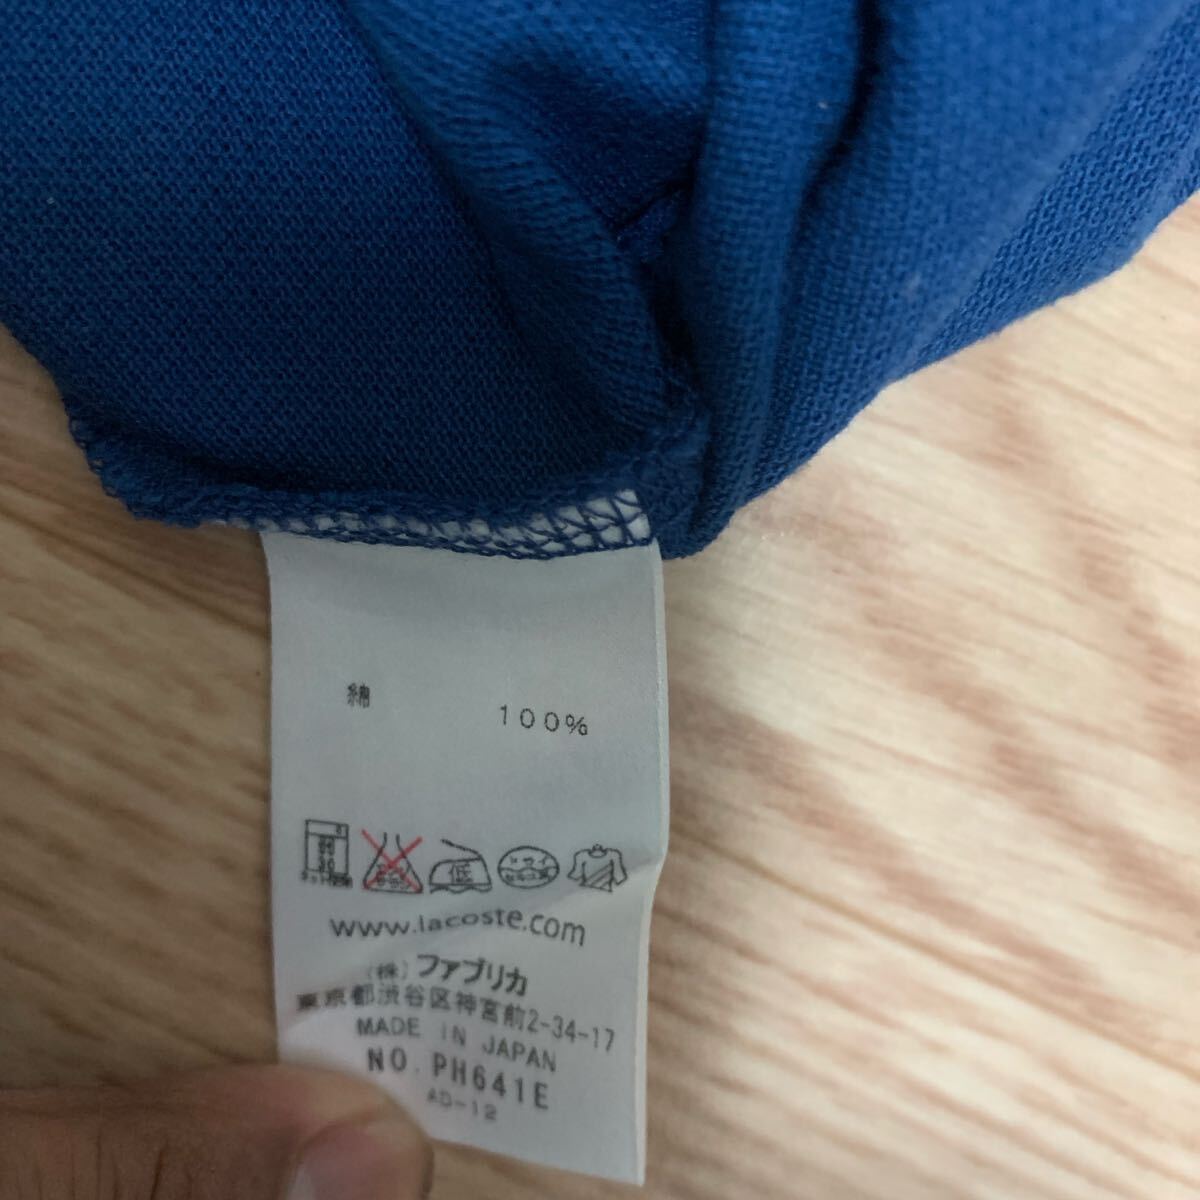 綿 100%
低
www.lacoste.com
(株)ファブリカ
東京都渋谷区神宮前2-34-17
MADE IN JAPAN
NO. PH641E
AD-12